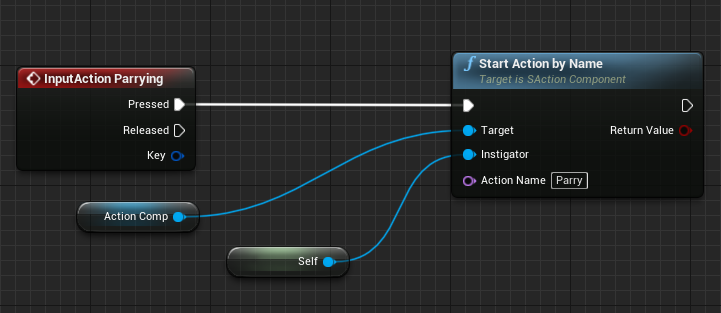 InputAction Parrying
Pressed
Released
Key
Action Comp
Self
f Start Action by Name
Target is SAction Component
Target
Return Value
Instigator
Action Name Parry